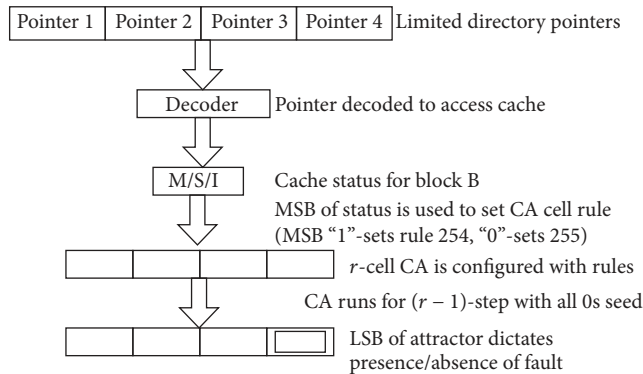 Pointer 1 Pointer 2 Pointer 3 Pointer 4 Limited directory pointers
Decoder Pointer decoded to access cache
M/S/I Cache status for block B
MSB of status is used to set CA cell rule
(MSB “1”-sets rule 254, “0”-sets 255)
r-cell CA is configured with rules
CA runs for (r − 1)-step with all 0s seed
LSB of attractor dictates
presence/absence of fault